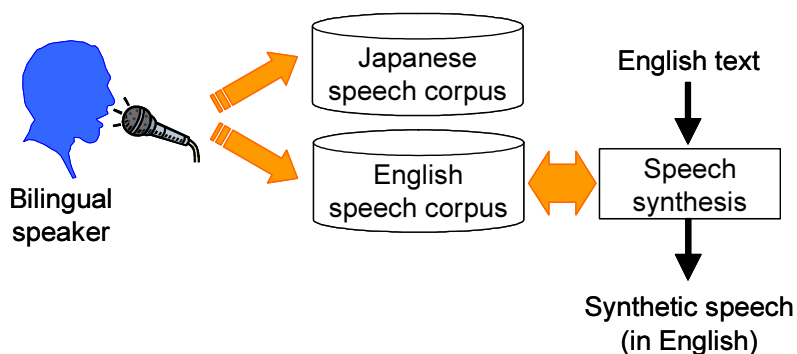 Bilingual
speaker
Japanese
speech corpus
English
speech corpus
English text
Speech
synthesis
Synthetic speech
(in English)